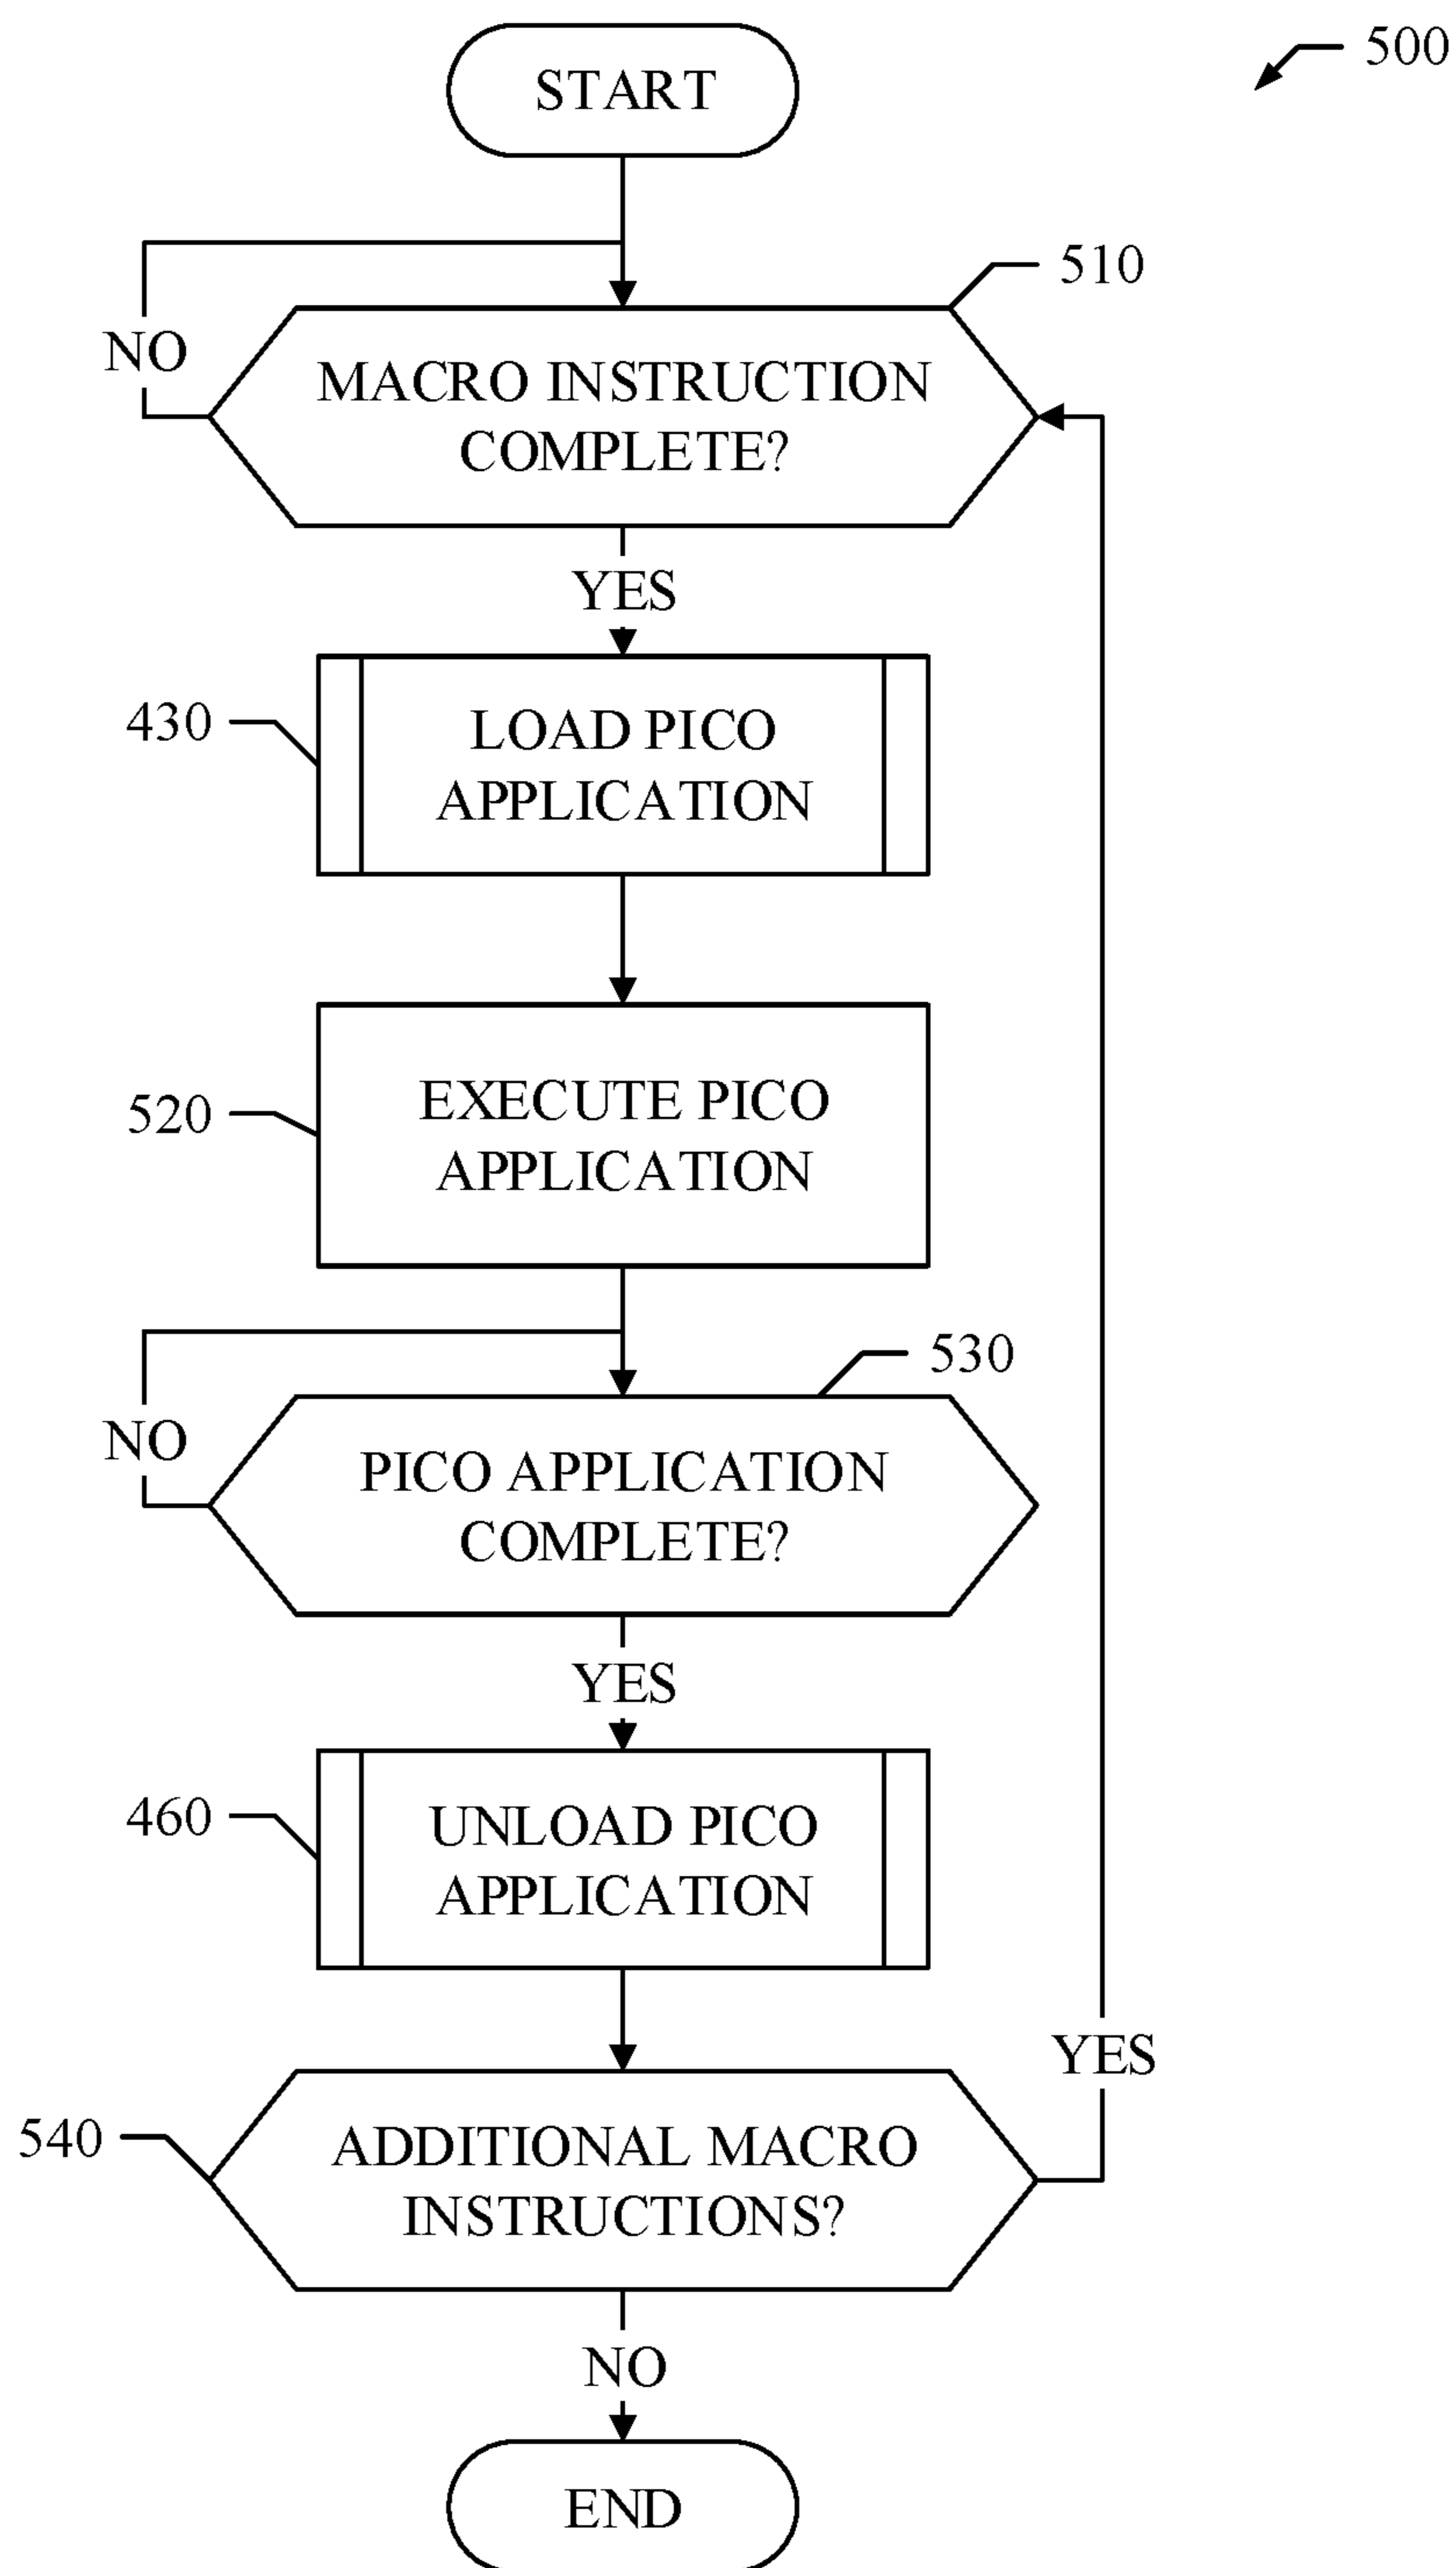 START
500
510
NO
MACRO INSTRUCTION
COMPLETE?
YES
430
LOAD PICO
APPLICATION
520
EXECUTE PICO
APPLICATION
530
NO
PICO APPLICATION
COMPLETE?
YES
460
UNLOAD PICO
APPLICATION
YES
540
ADDITIONAL MACRO
INSTRUCTIONS?
NO
END